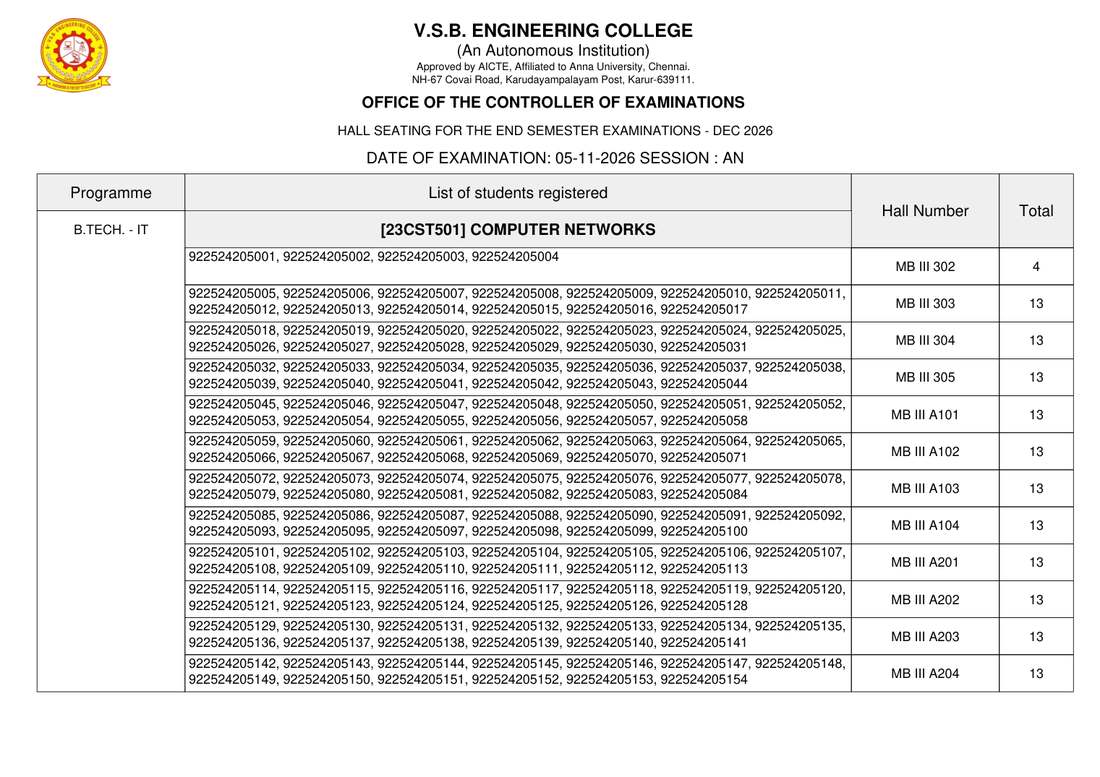 V.S.B. ENGINEERING COLLEGE
(An Autonomous Institution)
Approved by AICTE, Affiliated to Anna University, Chennai.
NH-67 Covai Road, Karudayampalayam Post, Karur-639111.
OFFICE OF THE CONTROLLER OF EXAMINATIONS
HALL SEATING FOR THE END SEMESTER EXAMINATIONS - DEC 2026
DATE OF EXAMINATION: 05-11-2026 SESSION : AN
Programme List of students registered Hall Number Total
B.TECH. - IT [23CST501] COMPUTER NETWORKS
922524205001, 922524205002, 922524205003, 922524205004
MB III 302 4
922524205005, 922524205006, 922524205007, 922524205008, 922524205009, 922524205010, 922524205011,
922524205012, 922524205013, 922524205014, 922524205015, 922524205016, 922524205017
MB III 303 13
922524205018, 922524205019, 922524205020, 922524205022, 922524205023, 922524205024, 922524205025,
922524205026, 922524205027, 922524205028, 922524205029, 922524205030, 922524205031
MB III 304 13
922524205032, 922524205033, 922524205034, 922524205035, 922524205036, 922524205037, 922524205038,
922524205039, 922524205040, 922524205041, 922524205042, 922524205043, 922524205044
MB III 305 13
922524205045, 922524205046, 922524205047, 922524205048, 922524205050, 922524205051, 922524205052,
922524205053, 922524205054, 922524205055, 922524205056, 922524205057, 922524205058
MB III A101 13
922524205059, 922524205060, 922524205061, 922524205062, 922524205063, 922524205064, 922524205065,
922524205066, 922524205067, 922524205068, 922524205069, 922524205070, 922524205071
MB III A102 13
922524205072, 922524205073, 922524205074, 922524205075, 922524205076, 922524205077, 922524205078,
922524205079, 922524205080, 922524205081, 922524205082, 922524205083, 922524205084
MB III A103 13
922524205085, 922524205086, 922524205087, 922524205088, 922524205090, 922524205091, 922524205092,
922524205093, 922524205095, 922524205097, 922524205098, 922524205099, 922524205100
MB III A104 13
922524205101, 922524205102, 922524205103, 922524205104, 922524205105, 922524205106, 922524205107,
922524205108, 922524205109, 922524205110, 922524205111, 922524205112, 922524205113
MB III A201 13
922524205114, 922524205115, 922524205116, 922524205117, 922524205118, 922524205119, 922524205120,
922524205121, 922524205123, 922524205124, 922524205125, 922524205126, 922524205128
MB III A202 13
922524205129, 922524205130, 922524205131, 922524205132, 922524205133, 922524205134, 922524205135,
922524205136, 922524205137, 922524205138, 922524205139, 922524205140, 922524205141
MB III A203 13
922524205142, 922524205143, 922524205144, 922524205145, 922524205146, 922524205147, 922524205148,
922524205149, 922524205150, 922524205151, 922524205152, 922524205153, 922524205154
MB III A204 13